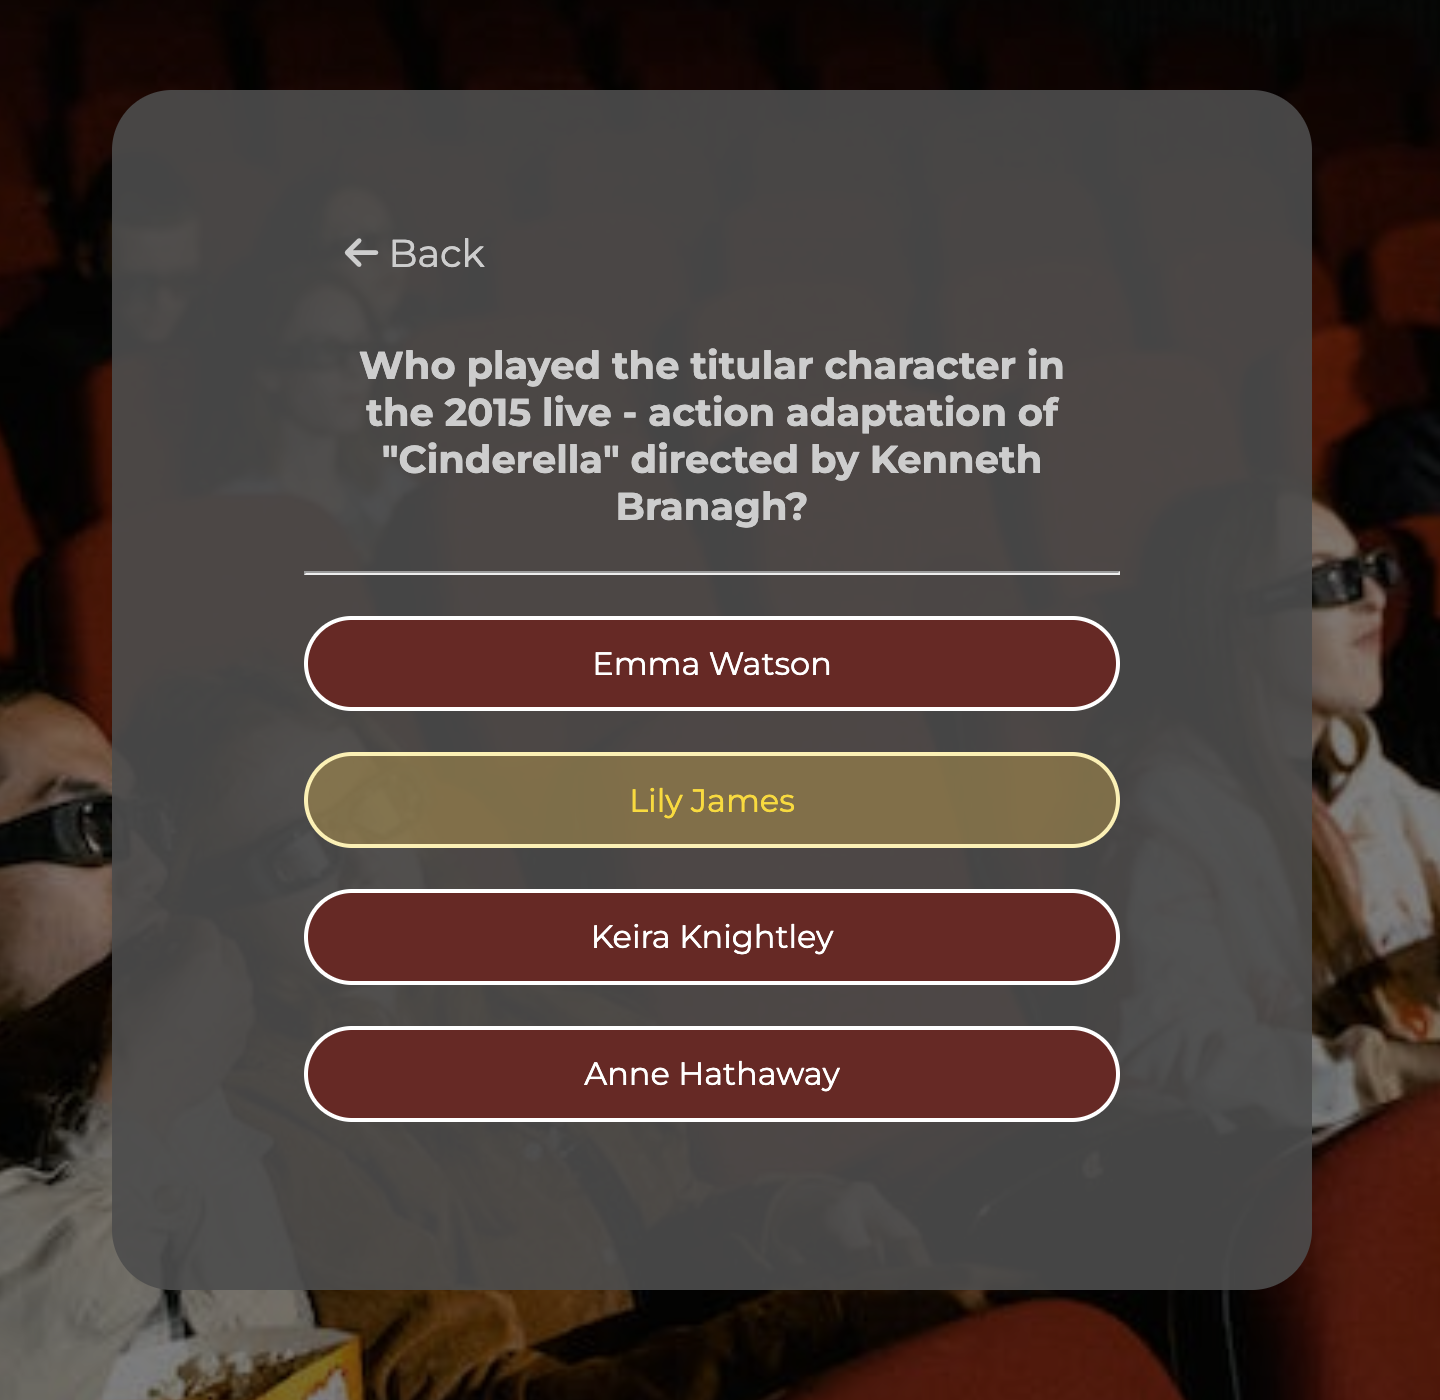 ← Back
Who played the titular character in
the 2015 live - action adaptation of
"Cinderella" directed by Kenneth
Branagh?
Emma Watson
Lily James
Keira Knightley
Anne Hathaway